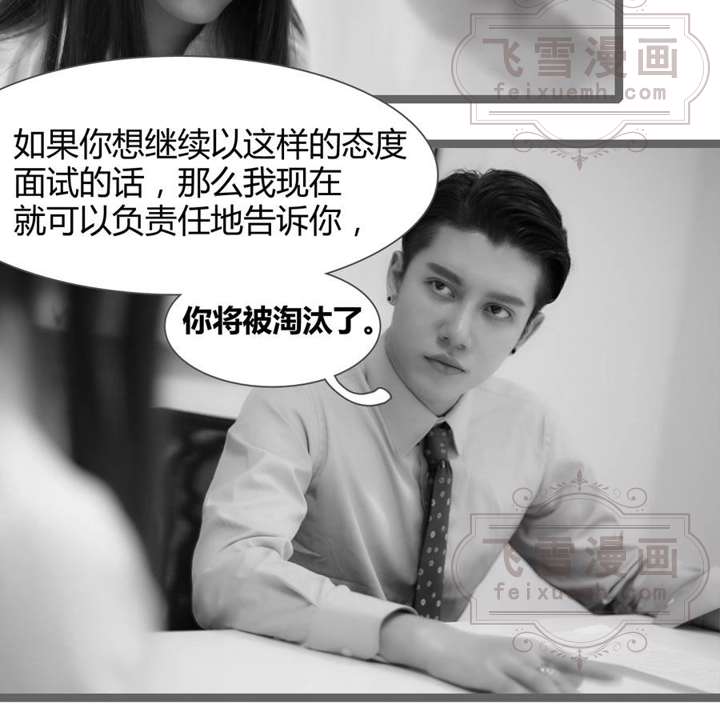 飞雪漫画
feixuemh.com
如果你想继续以这样的态度
面试的话，那么我现在
就可以负责任地告诉你，
你将被淘汰了。
飞雪漫画
feixuemh.com